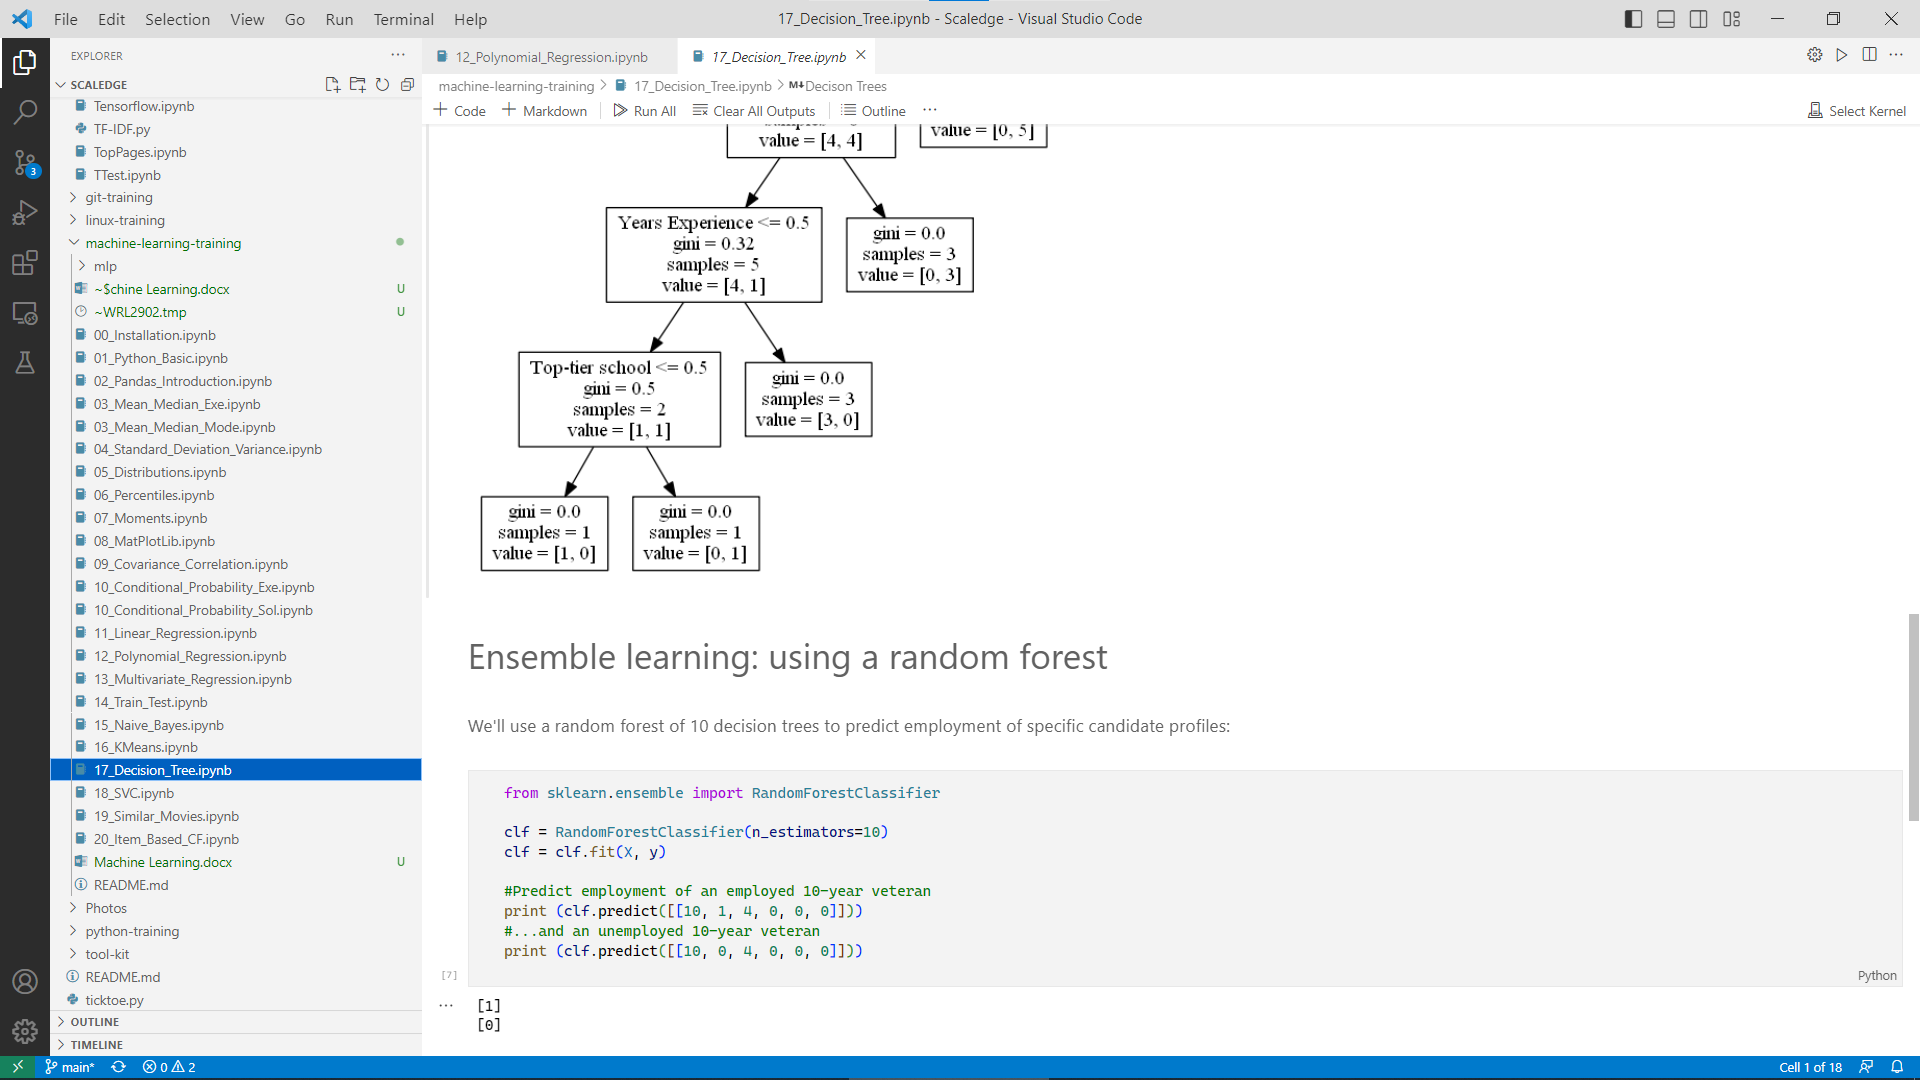 File Edit Selection View Go Run Terminal Help
17_Decision_Tree.ipynb - Scaledge - Visual Studio Code
EXPLORER
SCALEDGE
Tensorflow.ipynb
TF-IDF.py
TopPages.ipynb
TTest.ipynb
git-training
linux-training
machine-learning-training
mlp
~$chine Learning.docx U
~WRL2902.tmp U
00_Installation.ipynb
01_Python_Basic.ipynb
02_Pandas_Introduction.ipynb
03_Mean_Median_Exe.ipynb
03_Mean_Median_Mode.ipynb
04_Standard_Deviation_Variance.ipynb
05_Distributions.ipynb
06_Percentiles.ipynb
07_Moments.ipynb
08_MatPlotLib.ipynb
09_Covariance_Correlation.ipynb
10_Conditional_Probability_Exe.ipynb
10_Conditional_Probability_Sol.ipynb
11_Linear_Regression.ipynb
12_Polynomial_Regression.ipynb
13_Multivariate_Regression.ipynb
14_Train_Test.ipynb
15_Naive_Bayes.ipynb
16_KMeans.ipynb
17_Decision_Tree.ipynb
18_SVC.ipynb
19_Similar_Movies.ipynb
20_Item_Based_CF.ipynb
Machine Learning.docx U
README.md
Photos
python-training
tool-kit
README.md
ticktoe.py
OUTLINE
TIMELINE
3
12_Polynomial_Regression.ipynb
17_Decision_Tree.ipynb
machine-learning-training > 17_Decision_Tree.ipynb > M↓Decison Trees
Code Markdown Run All Clear All Outputs Outline ...
Select Kernel
value = [4, 4]
value = [0, 5]
Years Experience <= 0.5
gini = 0.32
samples = 5
value = [4, 1]
gini = 0.0
samples = 3
value = [0, 3]
Top-tier school <= 0.5
gini = 0.5
samples = 2
value = [1, 1]
gini = 0.0
samples = 3
value = [3, 0]
gini = 0.0
samples = 1
value = [1, 0]
gini = 0.0
samples = 1
value = [0, 1]
Ensemble learning: using a random forest
We'll use a random forest of 10 decision trees to predict employment of specific candidate profiles:
from sklearn.ensemble import RandomForestClassifier
clf = RandomForestClassifier(n_estimators=10)
clf = clf.fit(X, y)
#Predict employment of an employed 10-year veteran
print (clf.predict([[10, 1, 4, 0, 0, 0]]))
#...and an unemployed 10-year veteran
print (clf.predict([[10, 0, 4, 0, 0, 0]]))
[7]
Python
[1]
[0]
main* 0 2
Cell 1 of 18